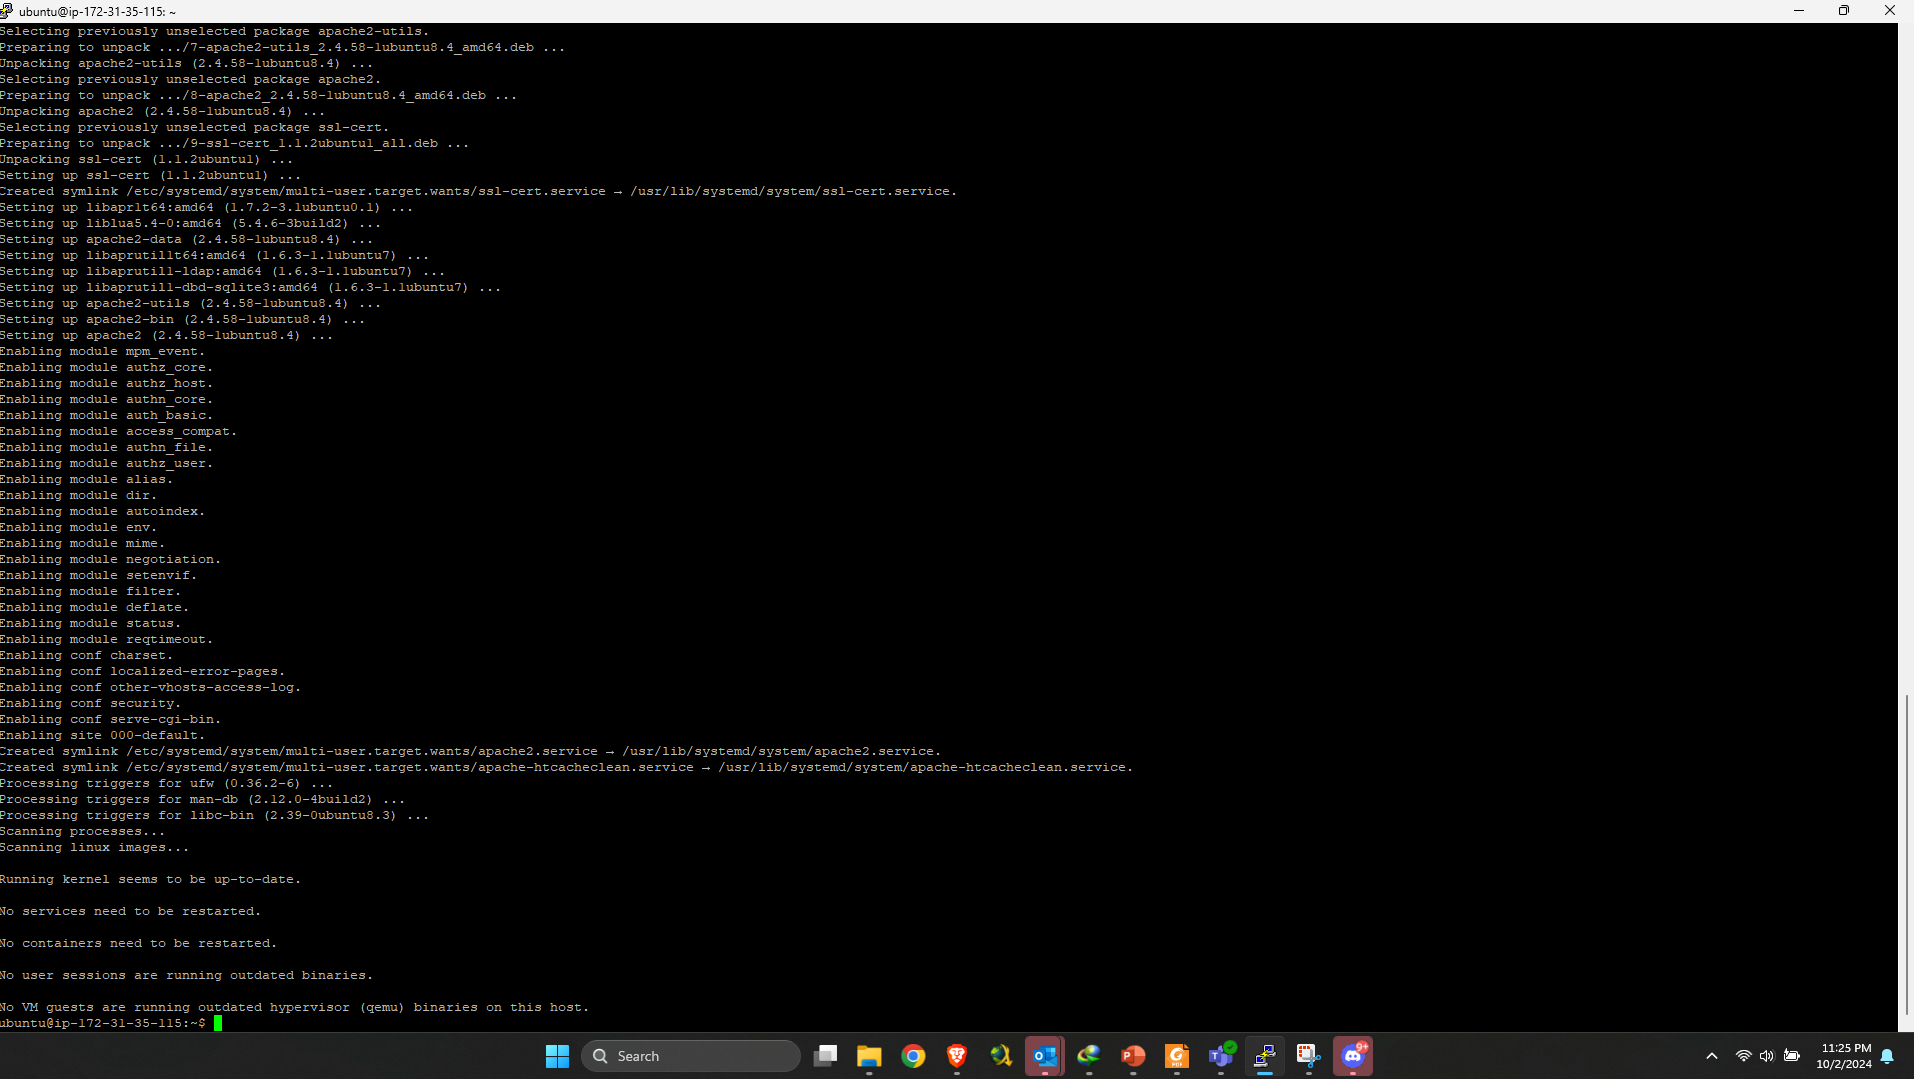 ubuntu@ip-172-31-35-115: ~
Selecting previously unselected package apache2-utils.
Preparing to unpack .../7-apache2-utils_2.4.58-1ubuntu8.4_amd64.deb ...
Unpacking apache2-utils (2.4.58-1ubuntu8.4) ...
Selecting previously unselected package apache2.
Preparing to unpack .../8-apache2_2.4.58-1ubuntu8.4_amd64.deb ...
Unpacking apache2 (2.4.58-1ubuntu8.4) ...
Selecting previously unselected package ssl-cert.
Preparing to unpack .../9-ssl-cert_1.1.2ubuntu1_all.deb ...
Unpacking ssl-cert (1.1.2ubuntu1) ...
Setting up ssl-cert (1.1.2ubuntu1) ...
Created symlink /etc/systemd/system/multi-user.target.wants/ssl-cert.service → /usr/lib/systemd/system/ssl-cert.service.
Setting up libapr1t64:amd64 (1.7.2-3.1ubuntu0.1) ...
Setting up liblua5.4-0:amd64 (5.4.6-3build2) ...
Setting up apache2-data (2.4.58-1ubuntu8.4) ...
Setting up libaprutil1t64:amd64 (1.6.3-1.1ubuntu7) ...
Setting up libaprutil1-ldap:amd64 (1.6.3-1.1ubuntu7) ...
Setting up libaprutil1-dbd-sqlite3:amd64 (1.6.3-1.1ubuntu7) ...
Setting up apache2-utils (2.4.58-1ubuntu8.4) ...
Setting up apache2-bin (2.4.58-1ubuntu8.4) ...
Setting up apache2 (2.4.58-1ubuntu8.4) ...
Enabling module mpm_event.
Enabling module authz_core.
Enabling module authz_host.
Enabling module authn_core.
Enabling module auth_basic.
Enabling module access_compat.
Enabling module authn_file.
Enabling module authz_user.
Enabling module alias.
Enabling module dir.
Enabling module autoindex.
Enabling module env.
Enabling module mime.
Enabling module negotiation.
Enabling module setenvif.
Enabling module filter.
Enabling module deflate.
Enabling module status.
Enabling module reqtimeout.
Enabling conf charset.
Enabling conf localized-error-pages.
Enabling conf other-vhosts-access-log.
Enabling conf security.
Enabling conf serve-cgi-bin.
Enabling site 000-default.
Created symlink /etc/systemd/system/multi-user.target.wants/apache2.service → /usr/lib/systemd/system/apache2.service.
Created symlink /etc/systemd/system/multi-user.target.wants/apache-htcacheclean.service → /usr/lib/systemd/system/apache-htcacheclean.service.
Processing triggers for ufw (0.36.2-6) ...
Processing triggers for man-db (2.12.0-4build2) ...
Processing triggers for libc-bin (2.39-0ubuntu8.3) ...
Scanning processes...
Scanning linux images...
Running kernel seems to be up-to-date.
No services need to be restarted.
No containers need to be restarted.
No user sessions are running outdated binaries.
No VM guests are running outdated hypervisor (qemu) binaries on this host.
ubuntu@ip-172-31-35-115:~$
Search
9+
11:25 PM
10/2/2024